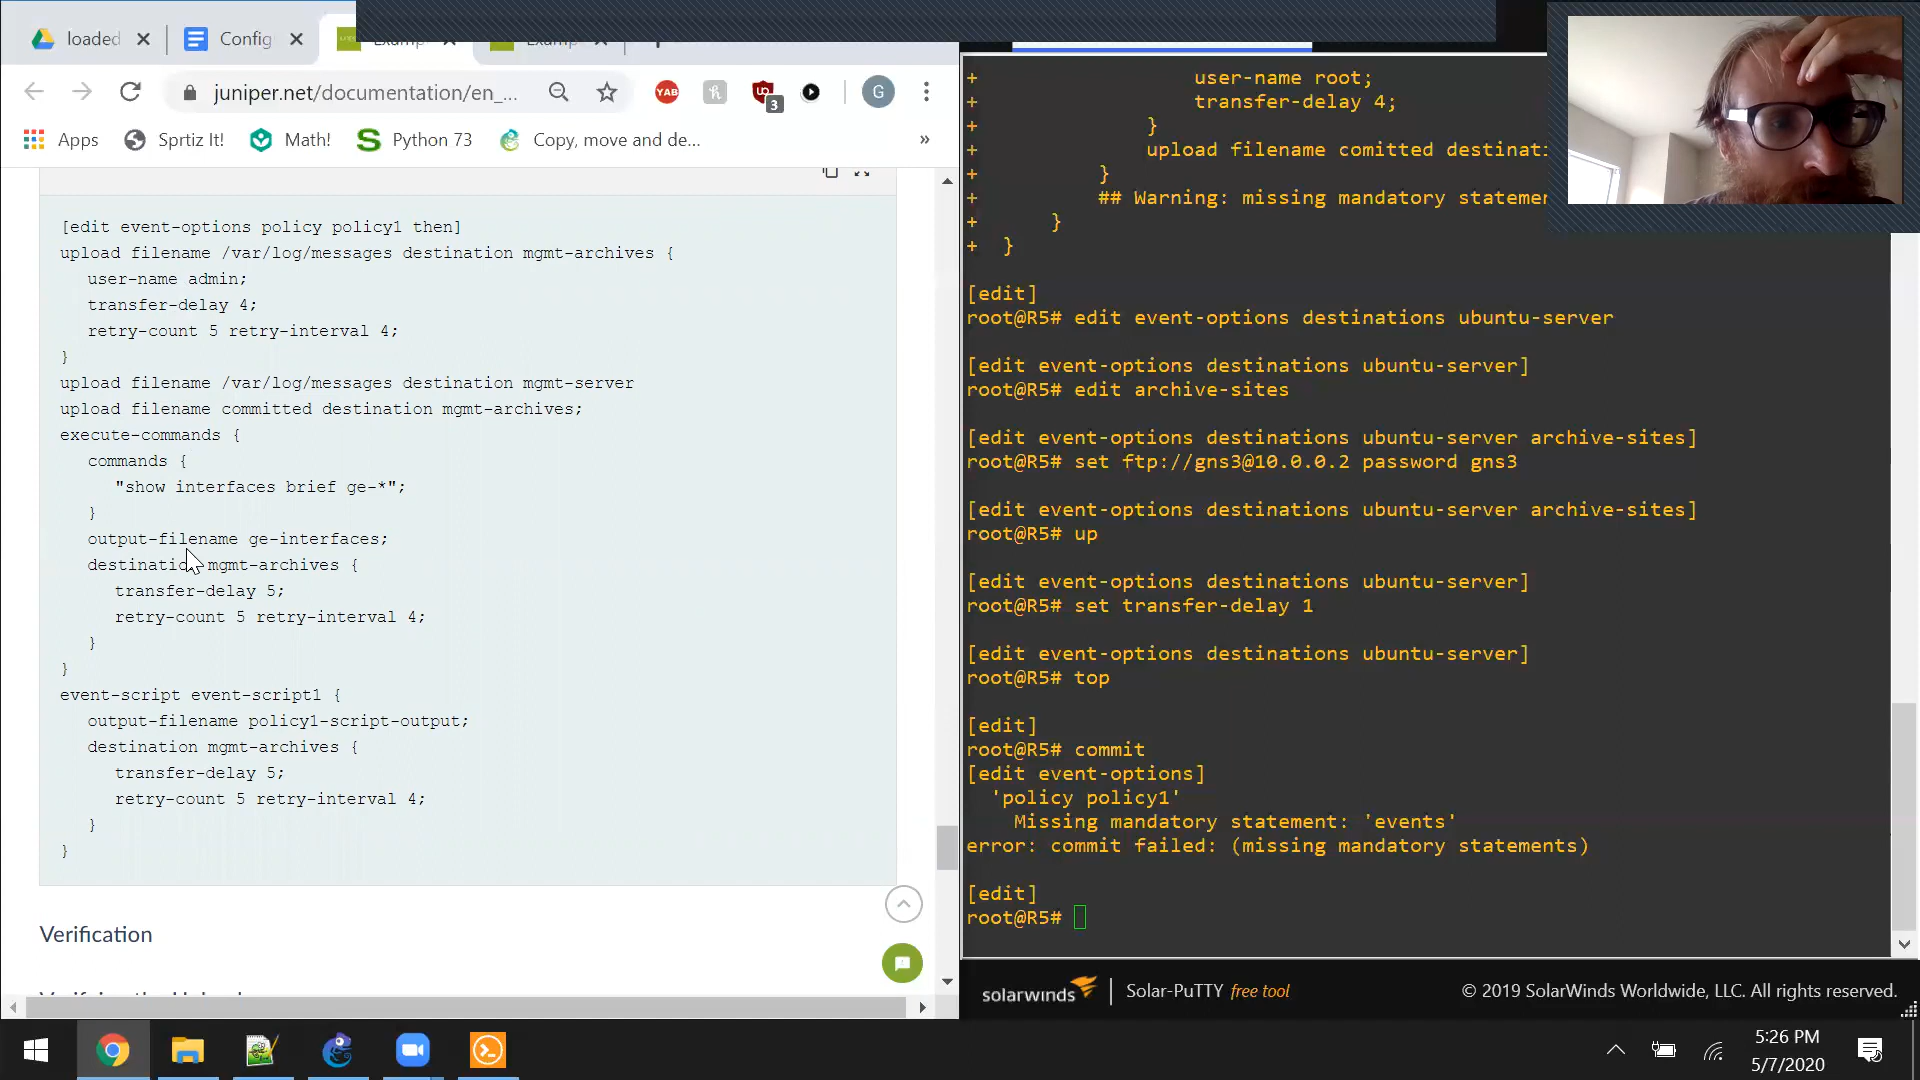 loaded
Config
juniper.net/documentation/en_...
YAB
3
G
Apps
Sprtiz It!
Math!
Python 73
Copy, move and de...
»
[edit event-options policy policy1 then]
upload filename /var/log/messages destination mgmt-archives {
user-name admin;
transfer-delay 4;
retry-count 5 retry-interval 4;
}
upload filename /var/log/messages destination mgmt-server
upload filename committed destination mgmt-archives;
execute-commands {
commands {
"show interfaces brief ge-*";
}
output-filename ge-interfaces;
destination mgmt-archives {
transfer-delay 5;
retry-count 5 retry-interval 4;
}
}
event-script event-script1 {
output-filename policy1-script-output;
destination mgmt-archives {
transfer-delay 5;
retry-count 5 retry-interval 4;
}
}
Verification
+ user-name root;
+ transfer-delay 4;
+ }
+ upload filename comitted destinati
+ }
+ ## Warning: missing mandatory statemen
+ }
+ }
[edit]
root@R5# edit event-options destinations ubuntu-server
[edit event-options destinations ubuntu-server]
root@R5# edit archive-sites
[edit event-options destinations ubuntu-server archive-sites]
root@R5# set ftp://gns3@10.0.0.2 password gns3
[edit event-options destinations ubuntu-server archive-sites]
root@R5# up
[edit event-options destinations ubuntu-server]
root@R5# set transfer-delay 1
[edit event-options destinations ubuntu-server]
root@R5# top
[edit]
root@R5# commit
[edit event-options]
'policy policy1'
Missing mandatory statement: 'events'
error: commit failed: (missing mandatory statements)
[edit]
root@R5#
solarwinds
Solar-PuTTY free tool
© 2019 SolarWinds Worldwide, LLC. All rights reserved.
5:26 PM
5/7/2020